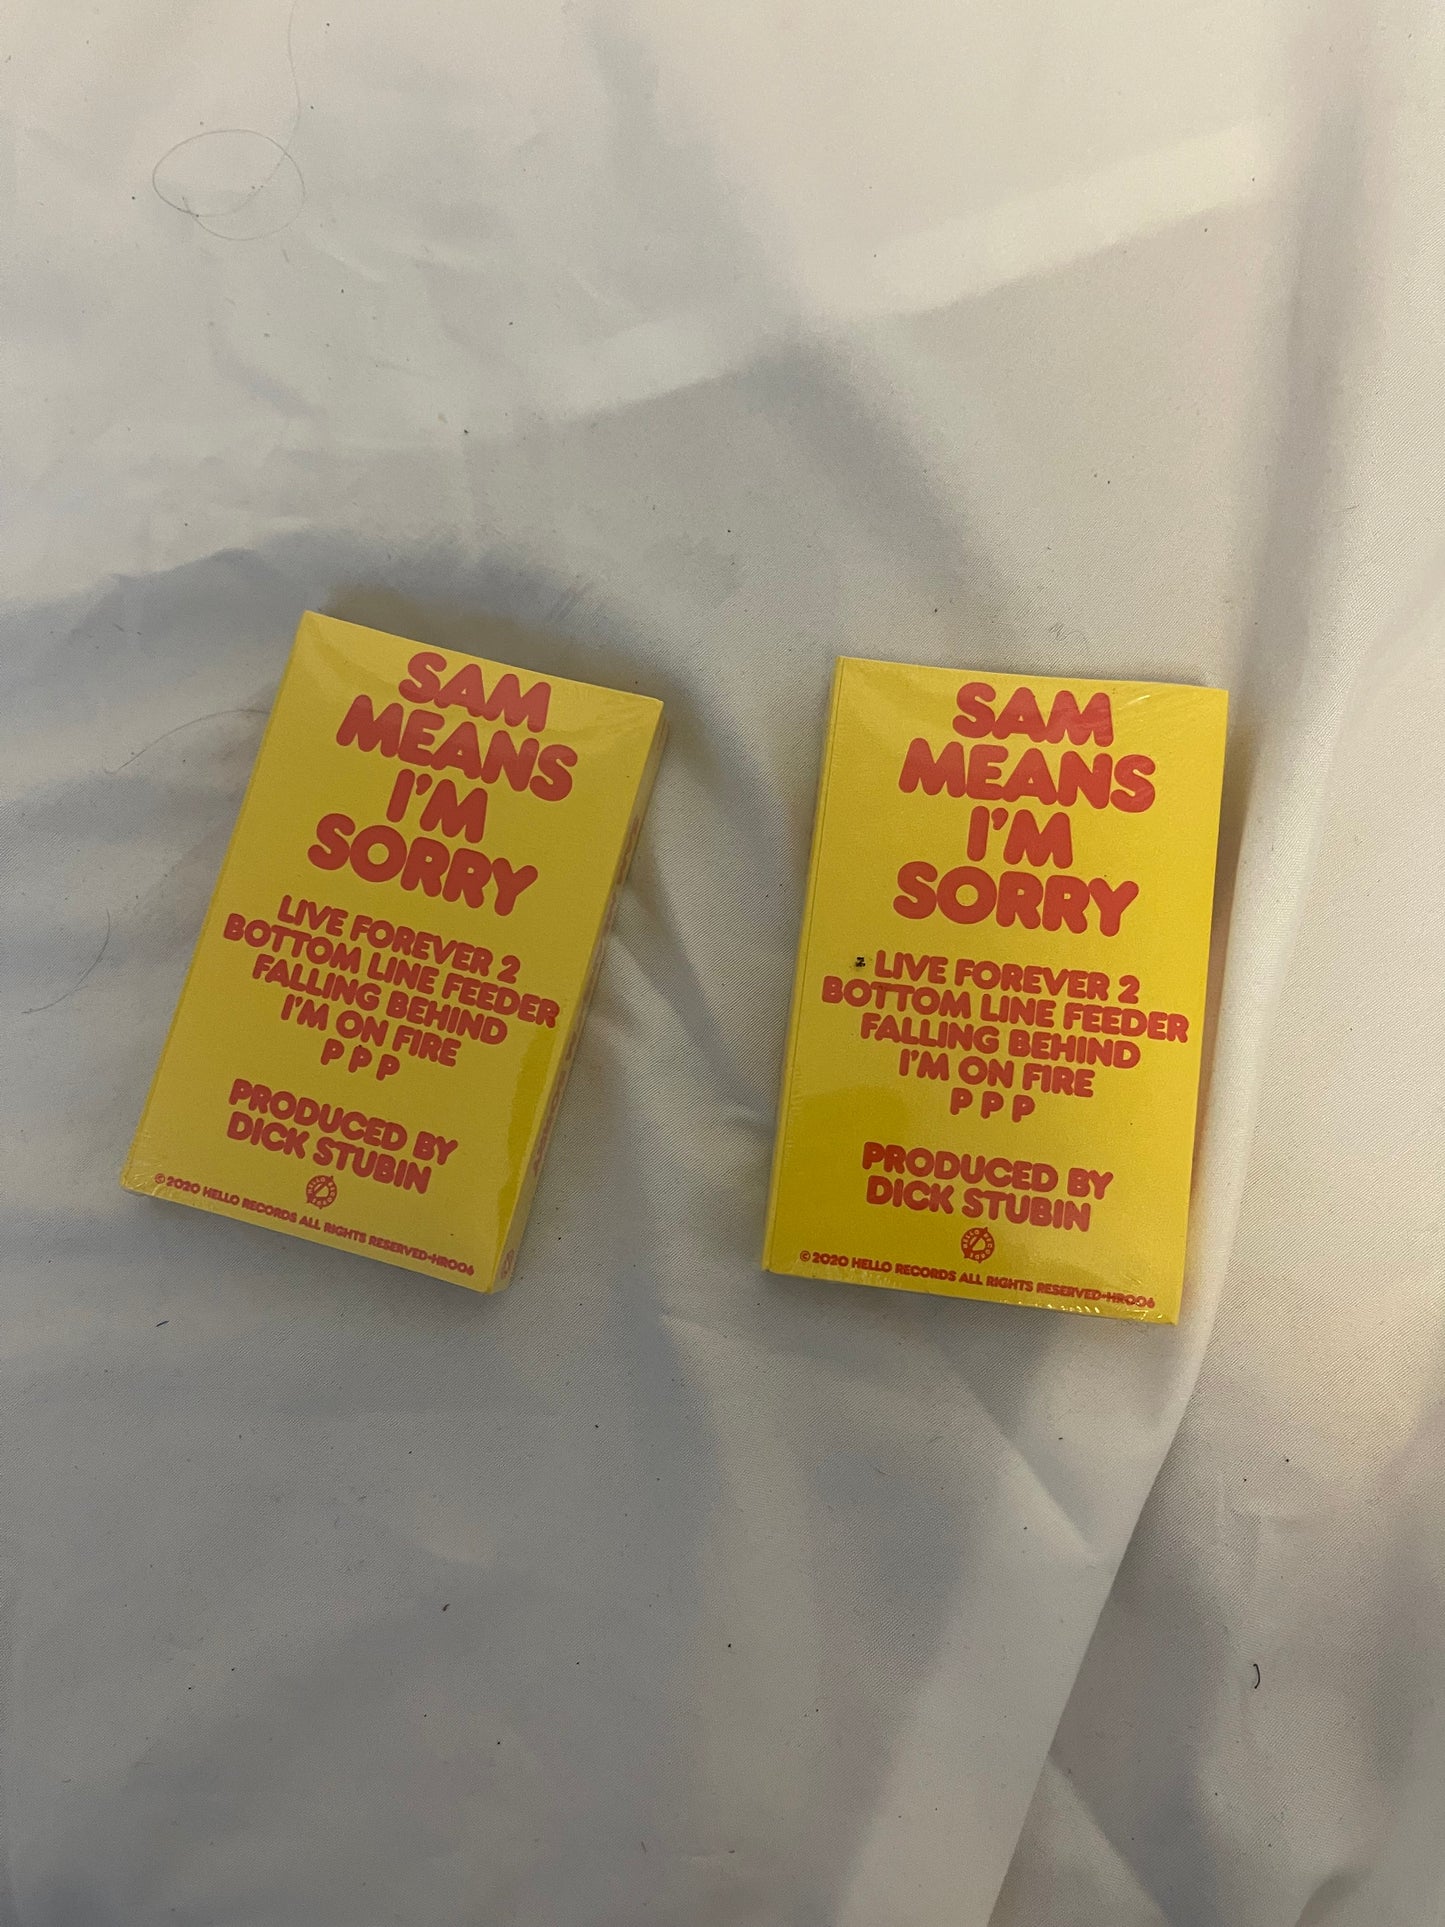 SAM
MEANS
I'M
SORRY
LIVE FOREVER 2
BOTTOM LINE FEEDER
FALLING BEHIND
I'M ON FIRE
P P P
PRODUCED BY
DICK STUBIN
©2020 HELLO RECORDS ALL RIGHTS RESERVED-HR006
SAM
MEANS
I'M
SORRY
LIVE FOREVER 2
BOTTOM LINE FEEDER
FALLING BEHIND
I'M ON FIRE
P P P
PRODUCED BY
DICK STUBIN
HELLO RECORDS
©2020 HELLO RECORDS ALL RIGHTS RESERVED-HR006